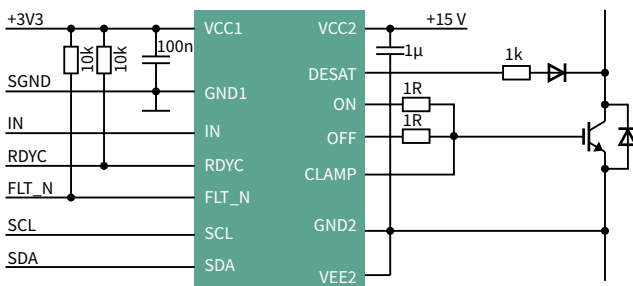 +3V3
VCC1
VCC2
+15 V
10k
10k
100n
1μ
SGND
GND1
DESAT
1k
IN
IN
ON
1R
OFF
1R
RDYC
RDYC
CLAMP
FLT_N
FLT_N
SCL
SCL
GND2
SDA
SDA
VEE2